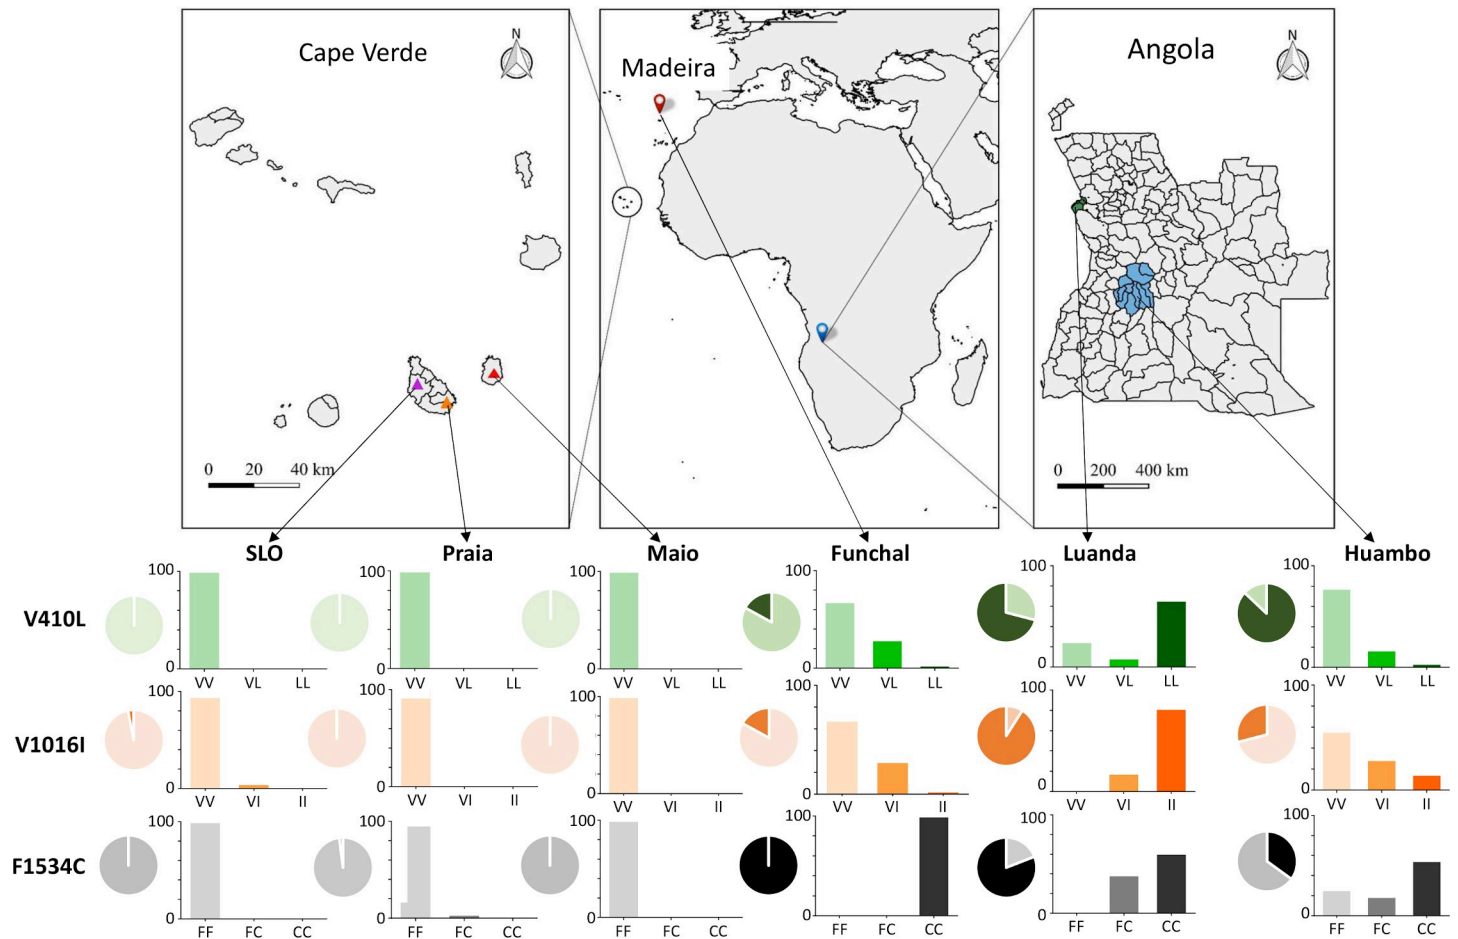 Cape Verde
N
Madeira
Angola
N
0 20 40 km
0 200 400 km
SLO Praia Maio Funchal Luanda Huambo
V410L
100 100 100 100 100 100
0 0 0 0 0 0
VV VL LL VV VL LL VV VL LL VV VL LL VV VL LL VV VL LL
V1016I
100 100 100 100 100 100
0 0 0 0 0 0
VV VI II VV VI II VV VI II VV VI II VV VI II VV VI II
F1534C
100 100 100 100 100 100
0 0 0 0 0 0
FF FC CC FF FC CC FF FC CC FF FC CC FF FC CC FF FC CC